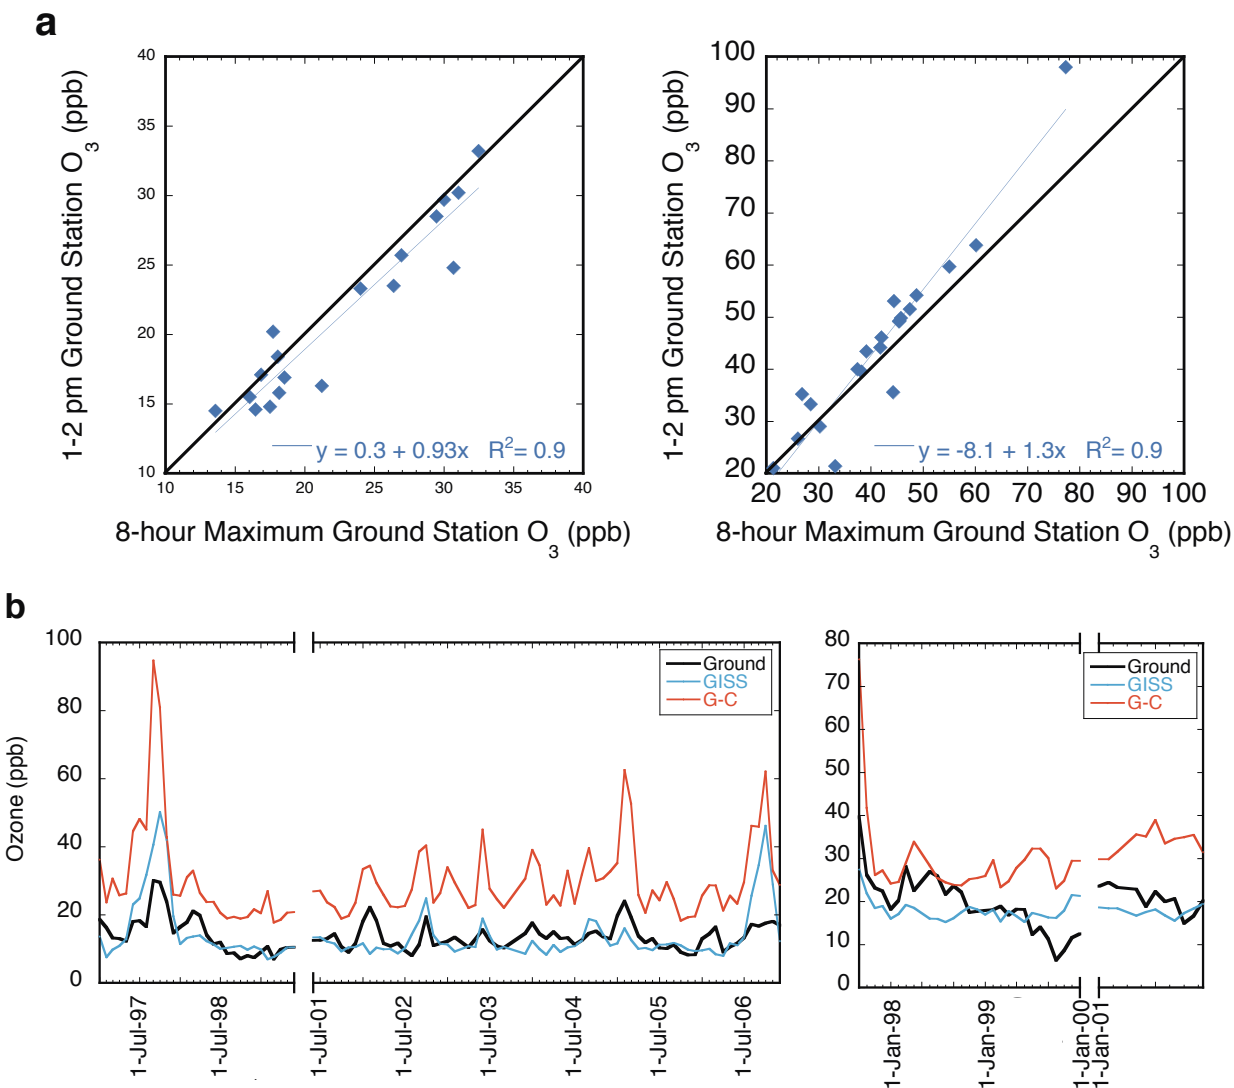 a
40
35
30
25
20
15
10
1-2 pm Ground Station O3 (ppb)
y = 0.3 + 0.93x R2= 0.9
10 15 20 25 30 35 40
8-hour Maximum Ground Station O3 (ppb)
100
90
80
70
60
50
40
30
20
1-2 pm Ground Station O3 (ppb)
y = -8.1 + 1.3x R2= 0.9
20 30 40 50 60 70 80 90 100
8-hour Maximum Ground Station O3 (ppb)
b
100
80
60
40
20
0
Ozone (ppb)
Ground
GISS
G-C
1-Jul-97
1-Jul-98
1-Jul-01
1-Jul-02
1-Jul-03
1-Jul-04
1-Jul-05
1-Jul-06
80
70
60
50
40
30
20
10
0
Ground
GISS
G-C
1-Jan-98
1-Jan-99
1-Jan-00
1-Jan-01